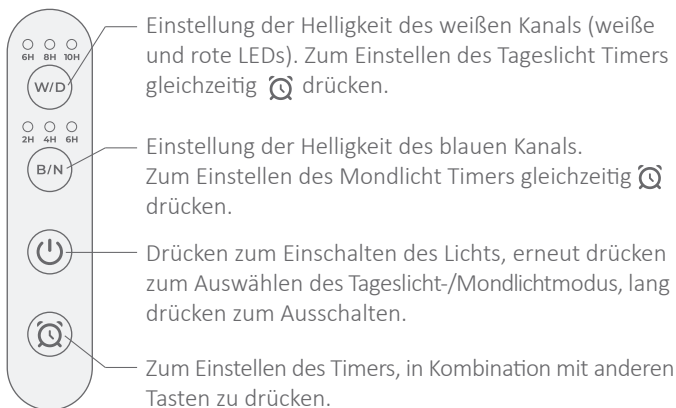 Einstellung der Helligkeit des weißen Kanals (weiße
und rote LEDs). Zum Einstellen des Tageslicht Timers
gleichzeitig drücken.
6H 8H 10H
W/D
Einstellung der Helligkeit des blauen Kanals.
Zum Einstellen des Mondlicht Timers gleichzeitig
drücken.
2H 4H 6H
B/N
Drücken zum Einschalten des Lichts, erneut drücken
zum Auswählen des Tageslicht-/Mondlichtmodus, lang
drücken zum Ausschalten.
Zum Einstellen des Timers, in Kombination mit anderen
Tasten zu drücken.